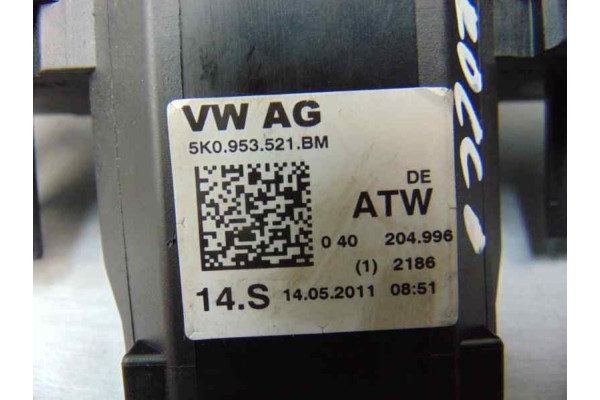 VW AG
5K0.953.521.BM
DE
ATW
0 40 204.996
(1) 2186
14.S 14.05.2011 08:51